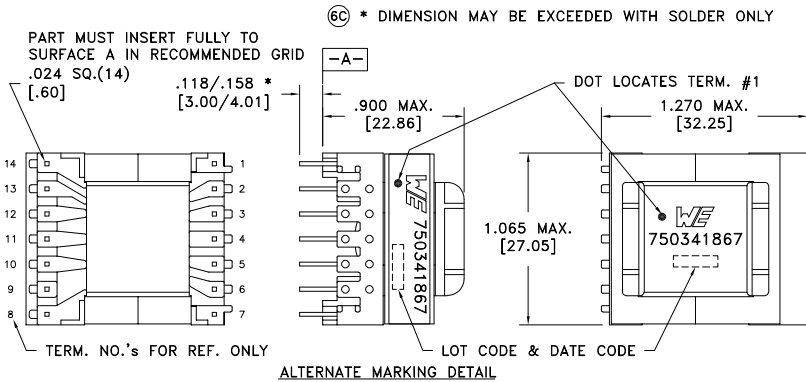 6C * DIMENSION MAY BE EXCEEDED WITH SOLDER ONLY
PART MUST INSERT FULLY TO
SURFACE A IN RECOMMENDED GRID
.024 SQ.(14)
[.60]
.118/.158 *
[3.00/4.01]
-A-
.900 MAX.
[22.86]
DOT LOCATES TERM. #1
1.270 MAX.
[32.25]
14
13
12
11
10
9
8
1
2
3
4
5
6
7
WE 750341867
1.065 MAX.
[27.05]
WE
750341867
TERM. NO.'s FOR REF. ONLY
LOT CODE & DATE CODE
ALTERNATE MARKING DETAIL